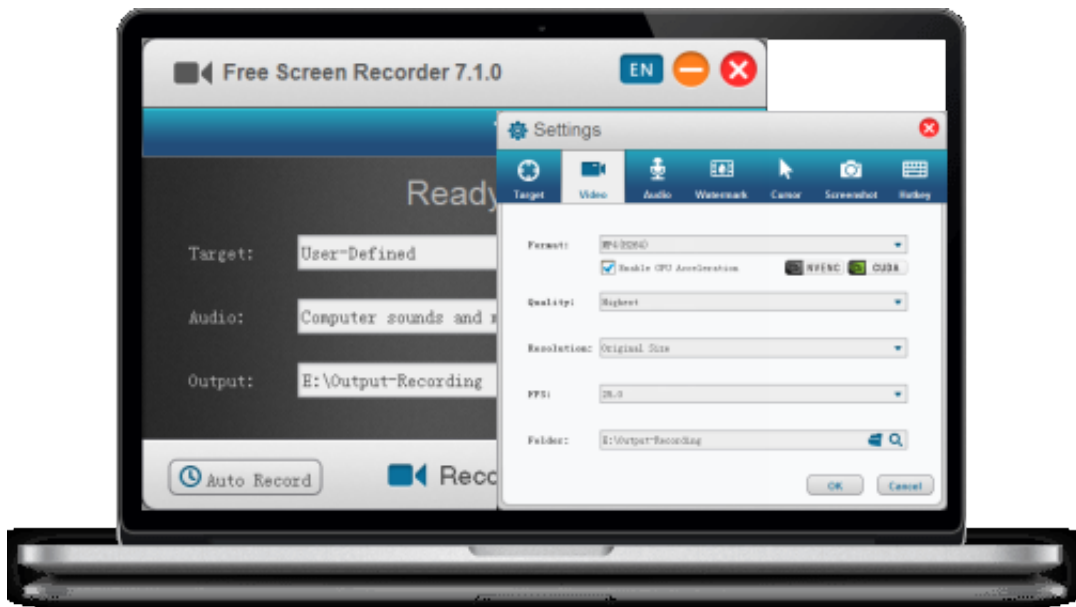 Free Screen Recorder 7.1.0
EN
Settings
Target
Video
Audio
Watermark
Cursor
Screenshot
Hotkey
Ready
Target:
User-Defined
Audio:
Computer sounds and
Output:
E:\Output-Recording
Auto Record
Reco
Format:
MP4(H264)
Enable GPU Acceleration
NVENC
CUDA
Quality:
Highest
Resolution:
Original Size
FPS:
Folder:
E:\Output-Recording
OK
Cancel